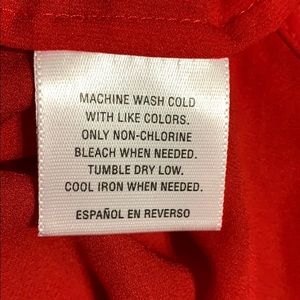 MACHINE WASH COLD
WITH LIKE COLORS.
ONLY NON-CHLORINE
BLEACH WHEN NEEDED.
TUMBLE DRY LOW.
COOL IRON WHEN NEEDED.
ESPAÑOL EN REVERSO